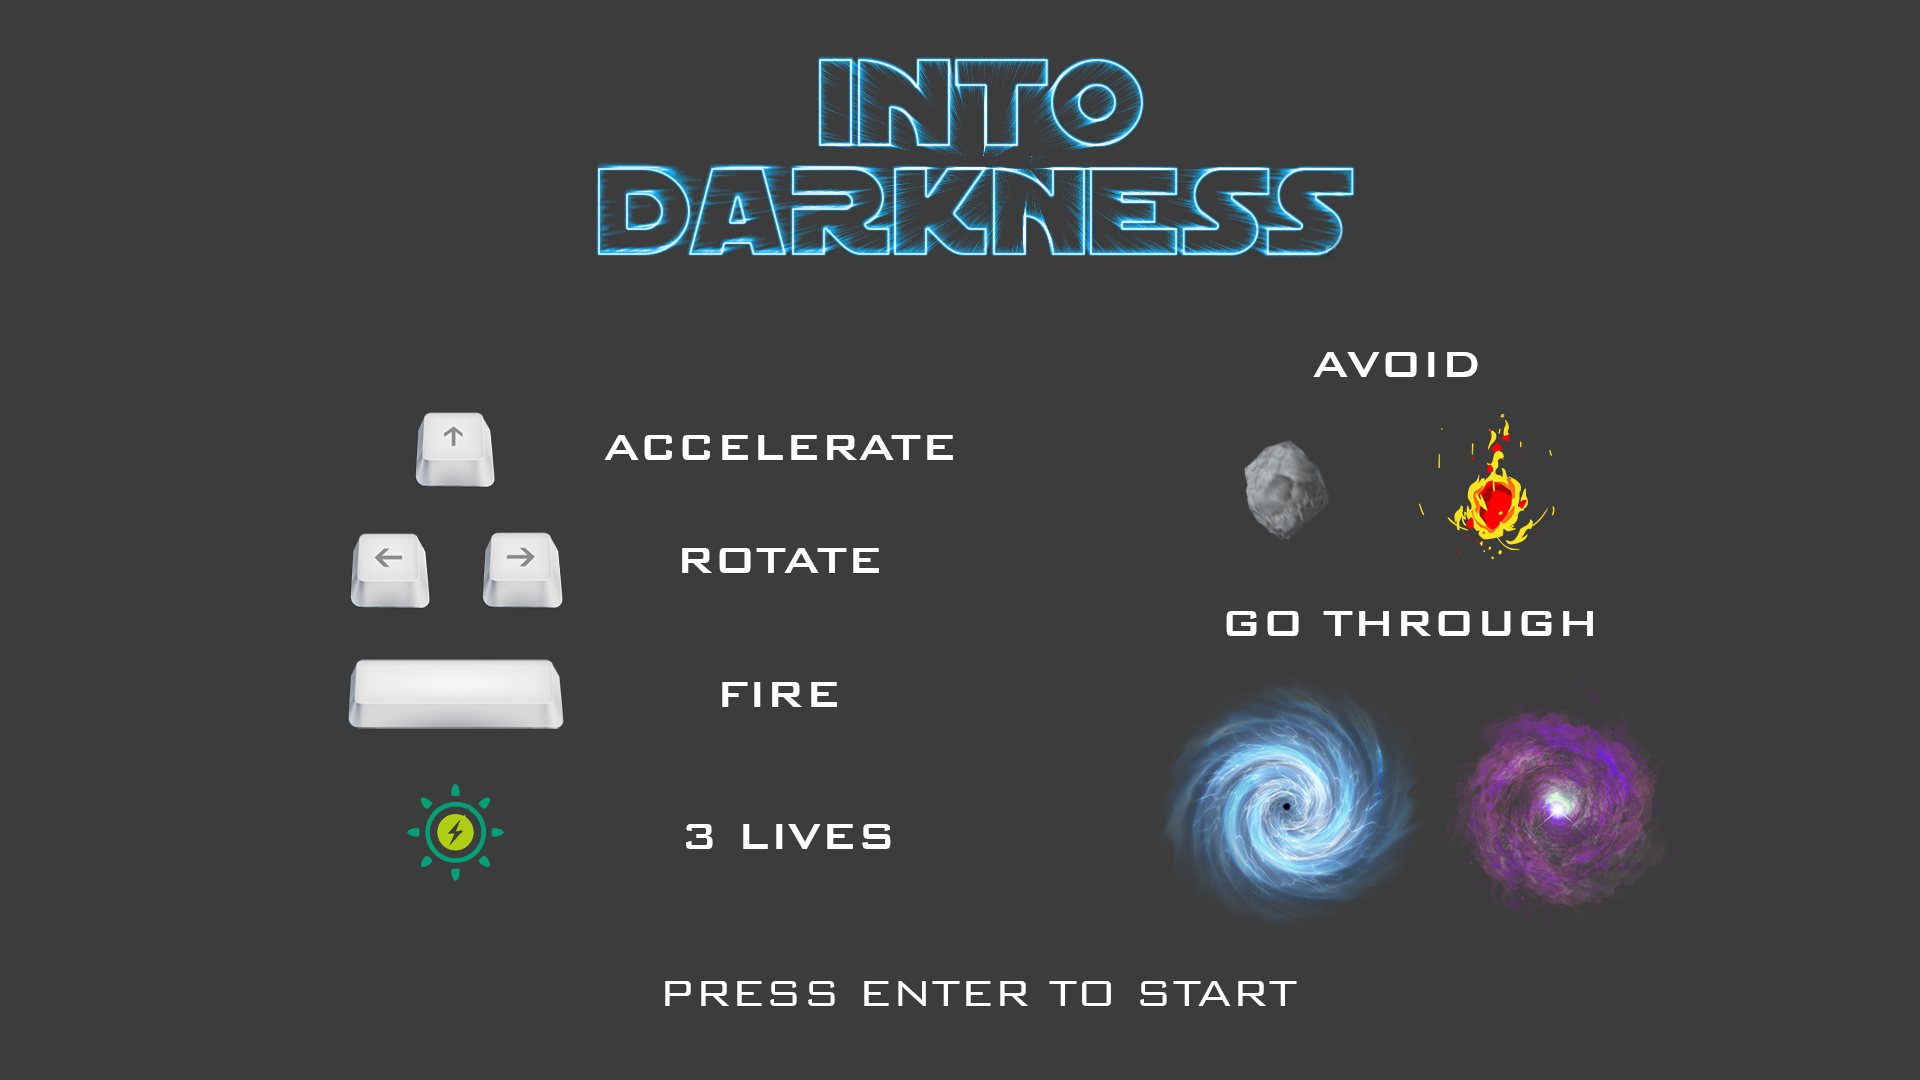 INTO
DARKNESS
ACCELERATE
ROTATE
FIRE
3 LIVES
AVOID
GO THROUGH
PRESS ENTER TO START